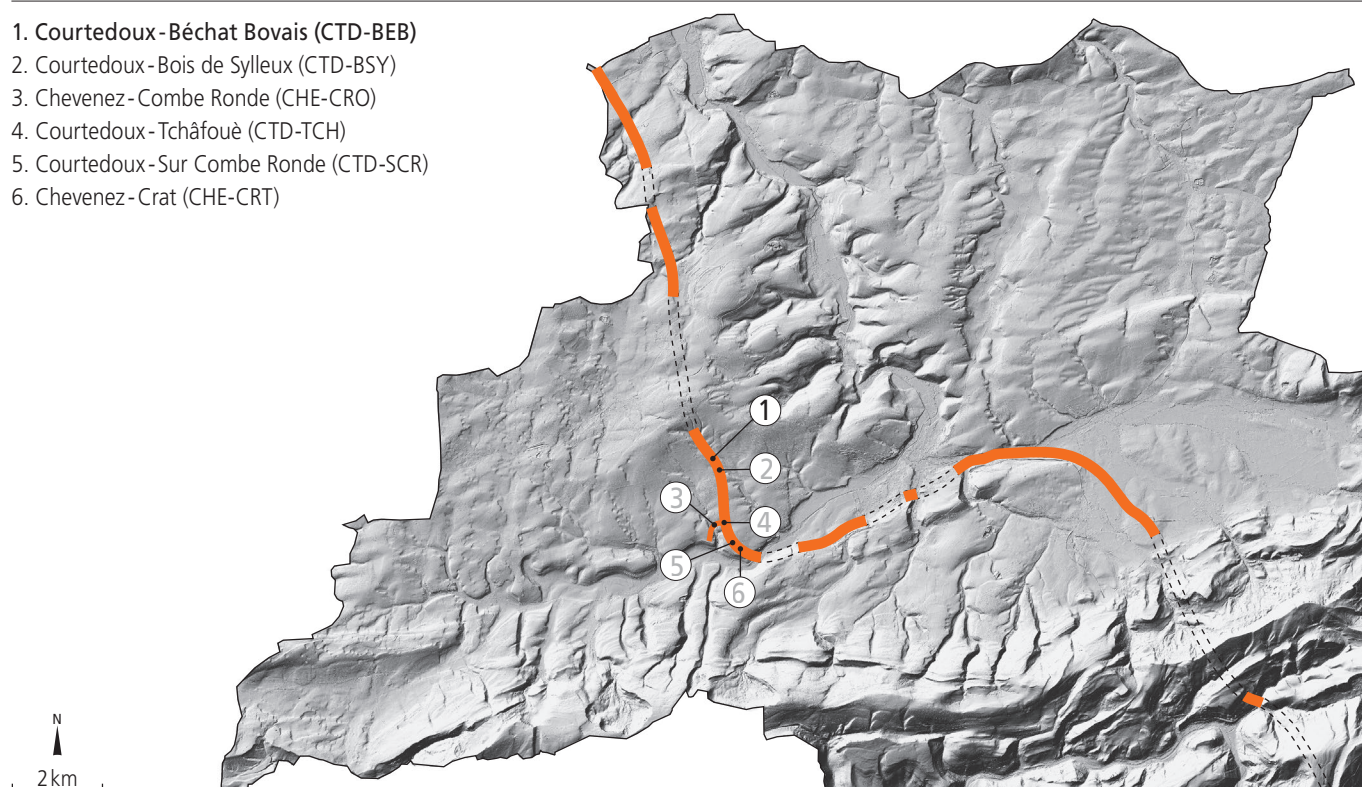 1. Courtedoux-Béchat Bovais (CTD-BEB)
2. Courtedoux-Bois de Sylleux (CTD-BSY)
3. Chevenez-Combe Ronde (CHE-CRO)
4. Courtedoux-Tchâfouè (CTD-TCH)
5. Courtedoux-Sur Combe Ronde (CTD-SCR)
6. Chevenez-Crat (CHE-CRT)
1
2
3
4
5
6
N
2 km